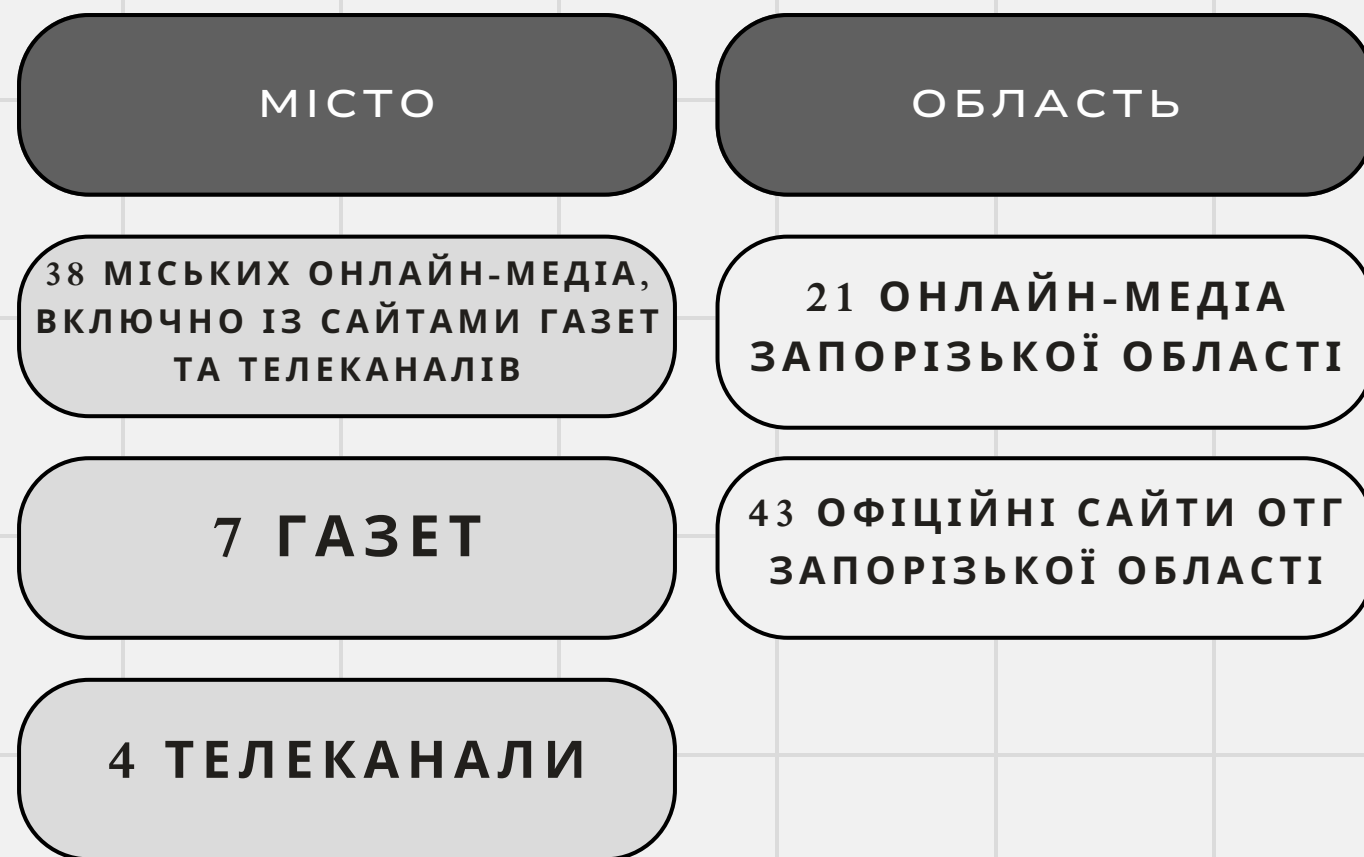 МІСТО
38 МІСЬКИХ ОНЛАЙН-МЕДІА,
ВКЛЮЧНО ІЗ САЙТАМИ ГАЗЕТ
ТА ТЕЛЕКАНАЛІВ
7 ГАЗЕТ
4 ТЕЛЕКАНАЛИ
ОБЛАСТЬ
21 ОНЛАЙН-МЕДІА
ЗАПОРІЗЬКОЇ ОБЛАСТІ
43 ОФІЦІЙНІ САЙТИ ОТГ
ЗАПОРІЗЬКОЇ ОБЛАСТІ